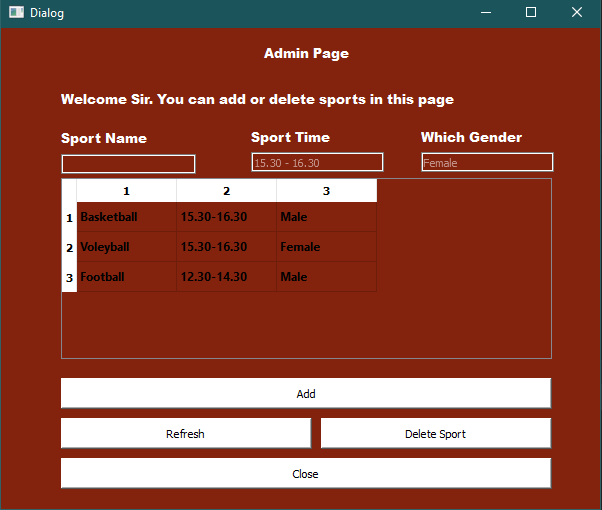 Dialog
Admin Page
Welcome Sir. You can add or delete sports in this page
Sport Name Sport Time Which Gender
15.30 - 16.30 Female
1 2 3
1 Basketball 15.30-16.30 Male
2 Voleyball 15.30-16.30 Female
3 Football 12.30-14.30 Male
Add
Refresh Delete Sport
Close